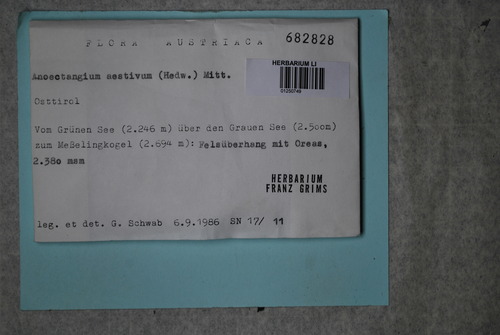 FLORA AUSTRIACA 682828
HERBARIUM LI
01250749
Anoectangium aestivum (Hedw.) Mitt.
Osttirol
Vom Grünen See (2.246 m) über den Grauen See (2.500m)
zum Meßelingkogel (2.694 m): Felsüberhang mit Oreas,
2.380 msm
HERBARIUM
FRANZ GRIMS
leg. et det. G. Schwab 6.9.1986 SN 17/ 11